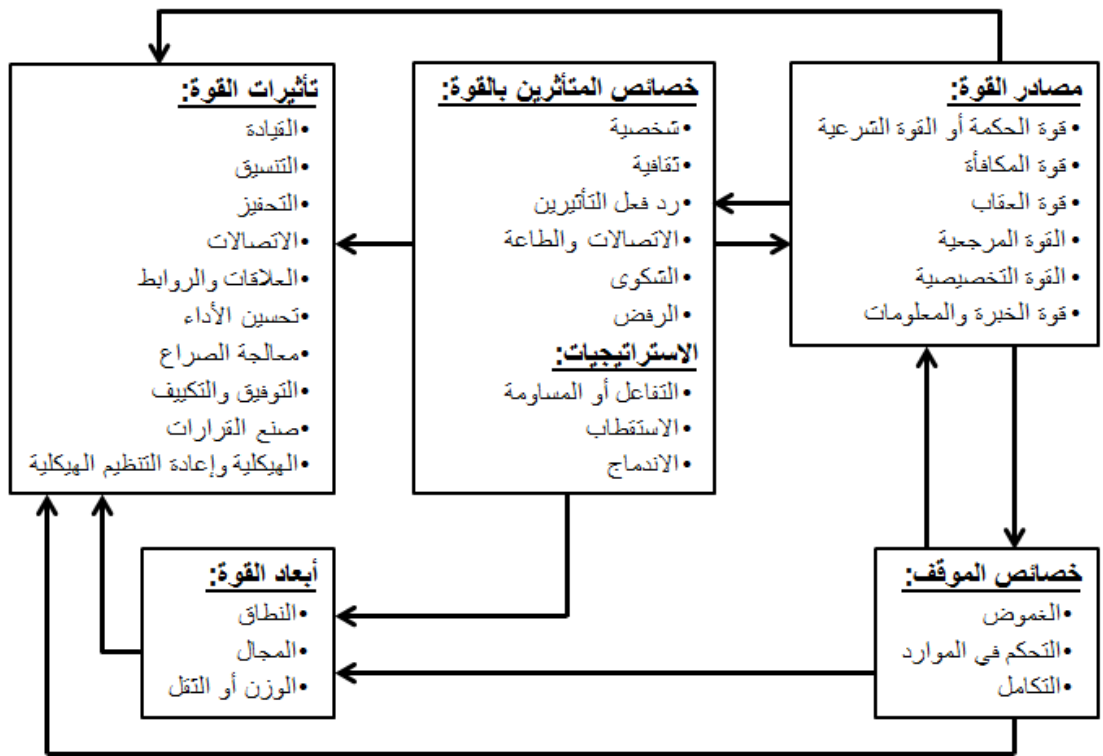 مصادر القوة:
•قوة الحكمة أو القوة الشرعية
•قوة المكافأة
•قوة العقاب
•القوة المرجعية
•القوة التخصيصية
•قوة الخبرة والمعلومات
خصائص المتأثرين بالقوة:
•شخصية
•ثقافية
•رد فعل التأثيرين
•الاتصالات والطاعة
•الشكوى
•الرفض
الاستراتيجيات:
•التفاعل أو المساومة
•الاستقطاب
•الاندماج
تأثيرات القوة:
•القيادة
•التنسيق
•التحفيز
•الاتصالات
•العلاقات والروابط
•تحسين الأداء
•معالجة الصراع
•التوفيق والتكييف
•صنع القرارات
•الهيكلية وإعادة التنظيم الهيكلية
خصائص الموقف:
•الغموض
•التحكم في الموارد
•التكامل
أبعاد القوة:
•النطاق
•المجال
•الوزن أو الثقل